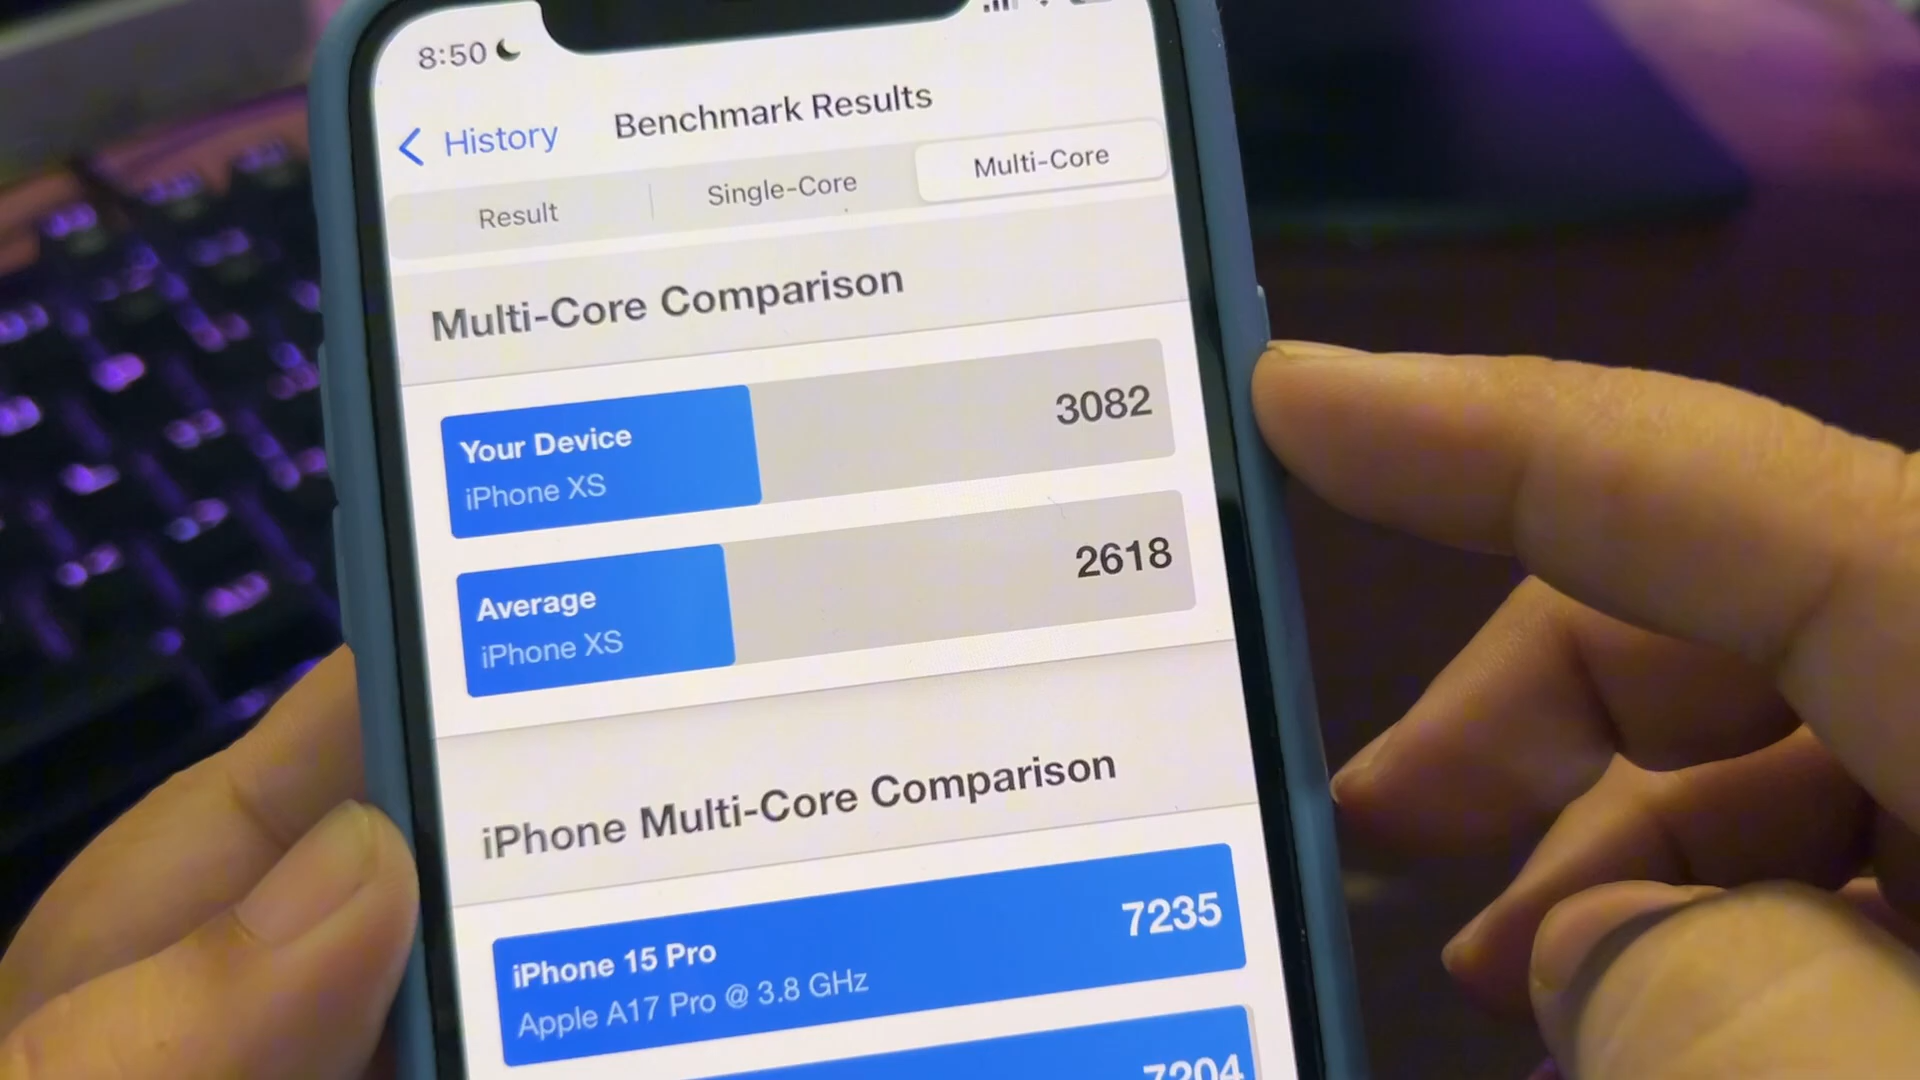 8:50
History
Benchmark Results
Result
Single-Core
Multi-Core
Multi-Core Comparison
Your Device
iPhone XS
3082
Average
iPhone XS
2618
iPhone Multi-Core Comparison
iPhone 15 Pro
Apple A17 Pro @ 3.8 GHz
7235
7204